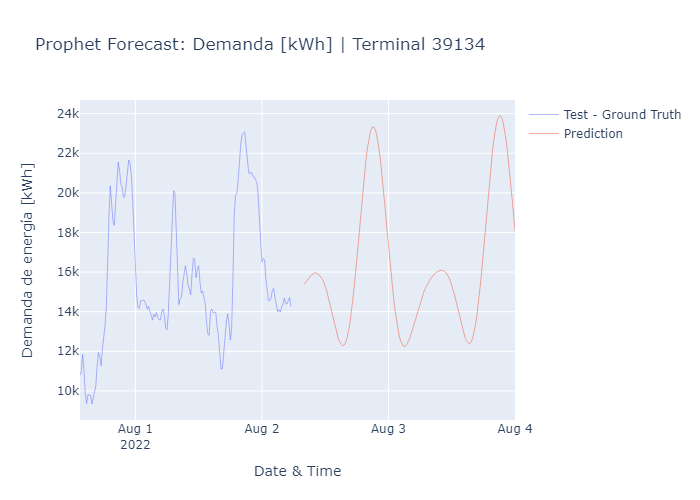 Prophet Forecast: Demanda [kWh] | Terminal 39134
Test - Ground Truth
Prediction
Demanda de energía [kWh]
24k
22k
20k
18k
16k
14k
12k
10k
Aug 1
2022
Aug 2
Aug 3
Aug 4
Date & Time